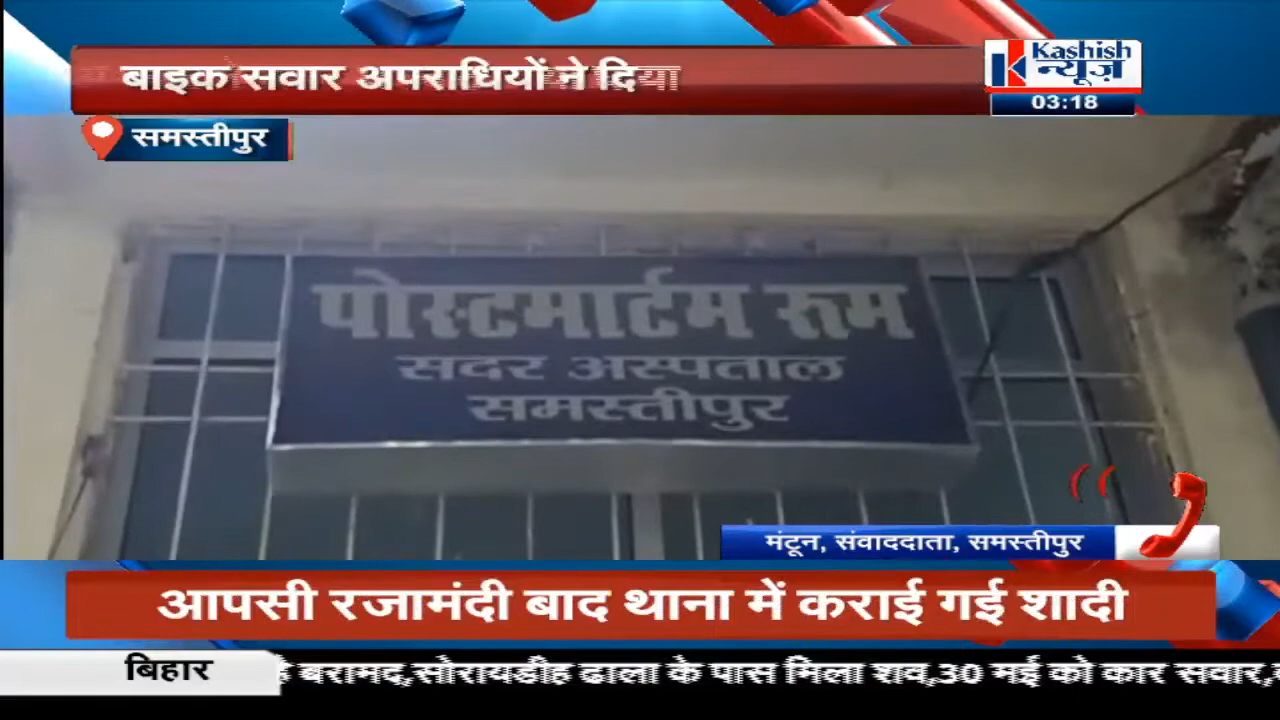 बाइक सवार अपराधियों ने दिया
Kashish
न्यूज़
03:18
समस्तीपुर
पोस्टमार्टम रुम
सदर अस्पताल
समस्तीपुर
मंटून, संवाददाता, समस्तीपुर
आपसी रजामंदी बाद थाना में कराई गई शादी
बिहार
है बरामद,सोरायडीह ढाला के पास मिला शव,30 मई को कार सवार,